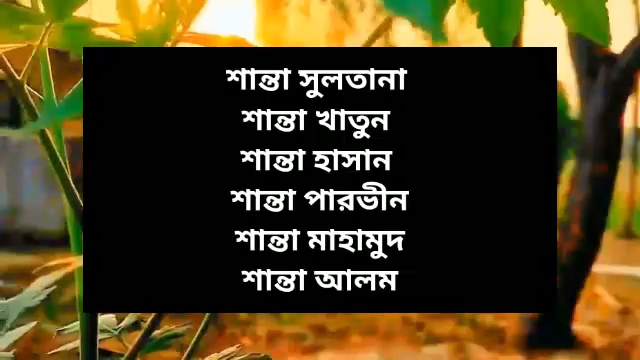 শান্তা সুলতানা
শান্তা খাতুন
শান্তা হাসান
শান্তা পারভীন
শান্তা মাহামুদ
শান্তা আলম